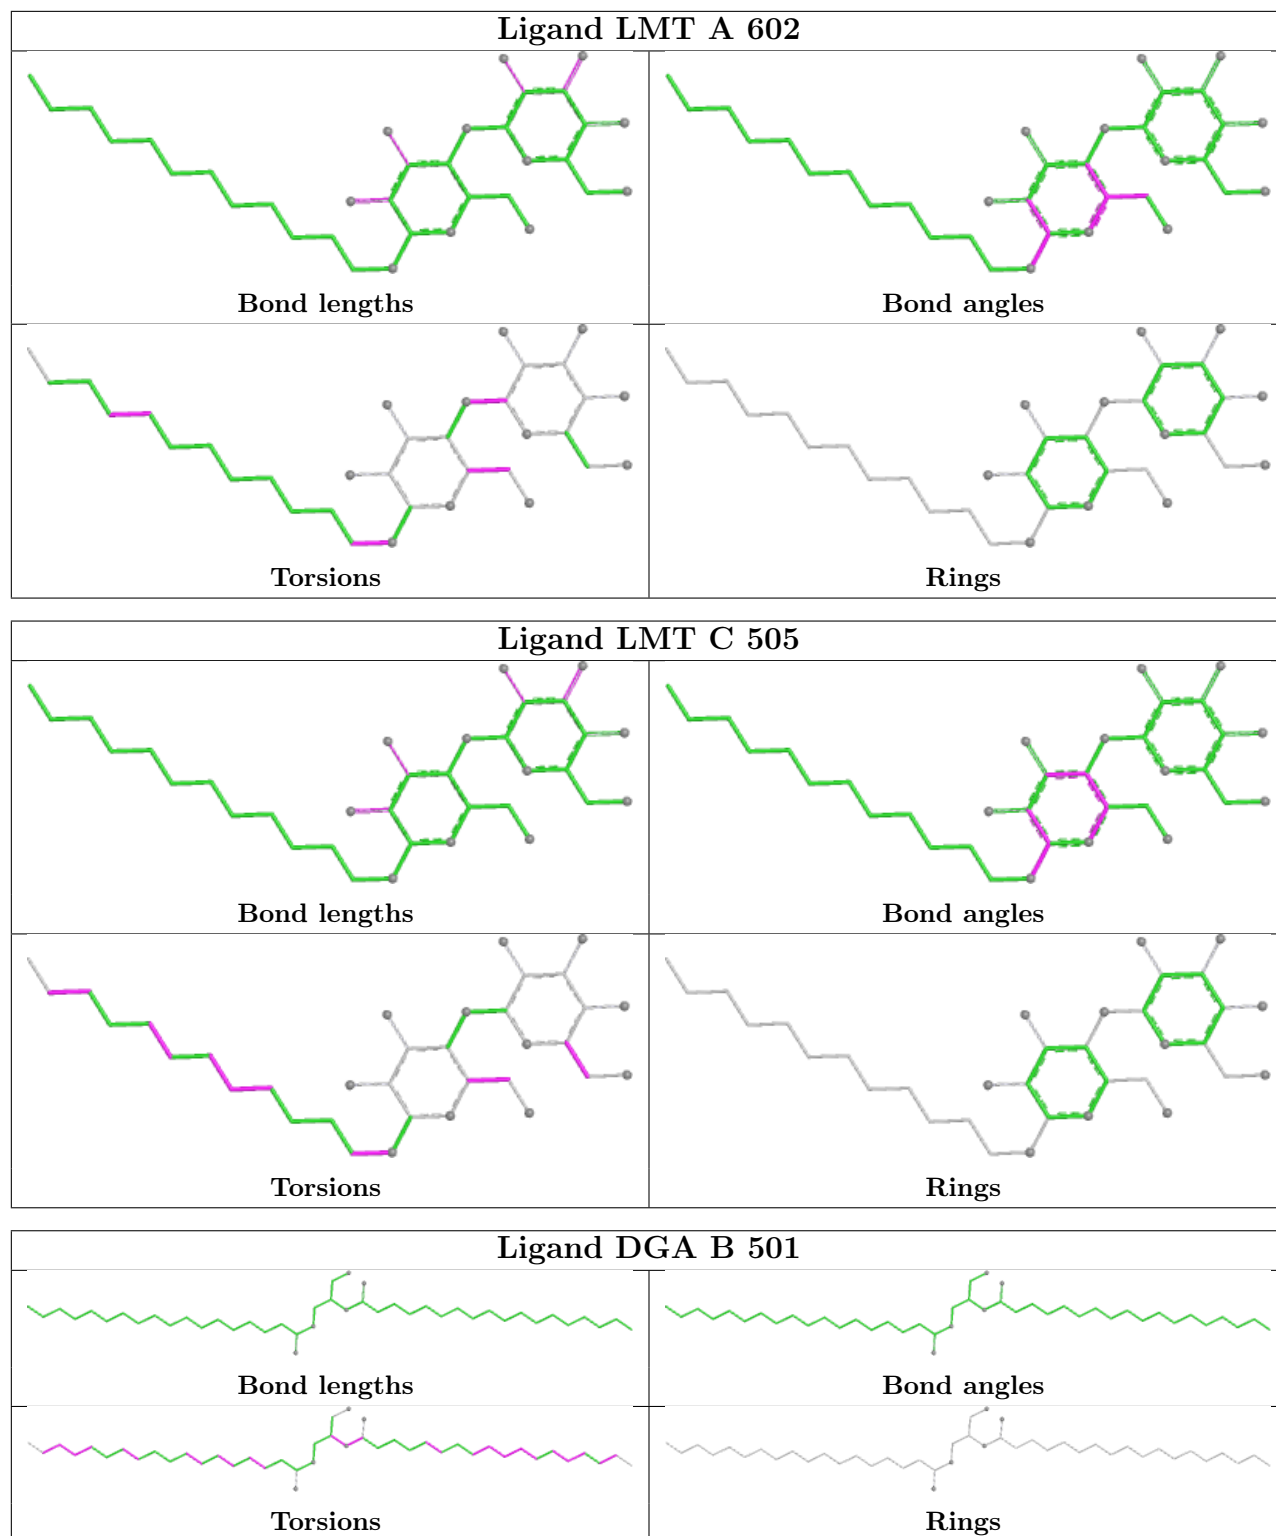 Ligand LMT A 602
Bond lengths
Bond angles
Torsions
Rings
Ligand LMT C 505
Bond lengths
Bond angles
Torsions
Rings
Ligand DGA B 501
Bond lengths
Bond angles
Torsions
Rings